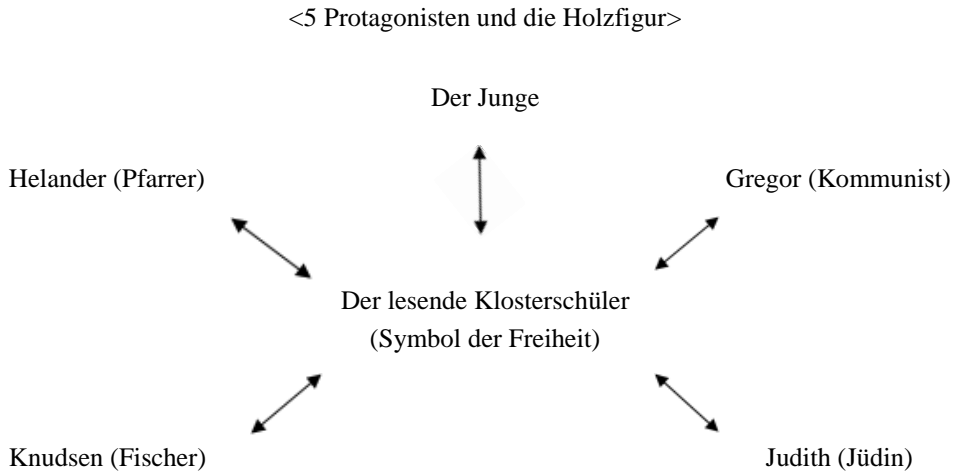 <5 Protagonisten und die Holzfigur>
Der Junge
Helander (Pfarrer)
Gregor (Kommunist)
Der lesende Klosterschüler
(Symbol der Freiheit)
Knudsen (Fischer)
Judith (Jüdin)